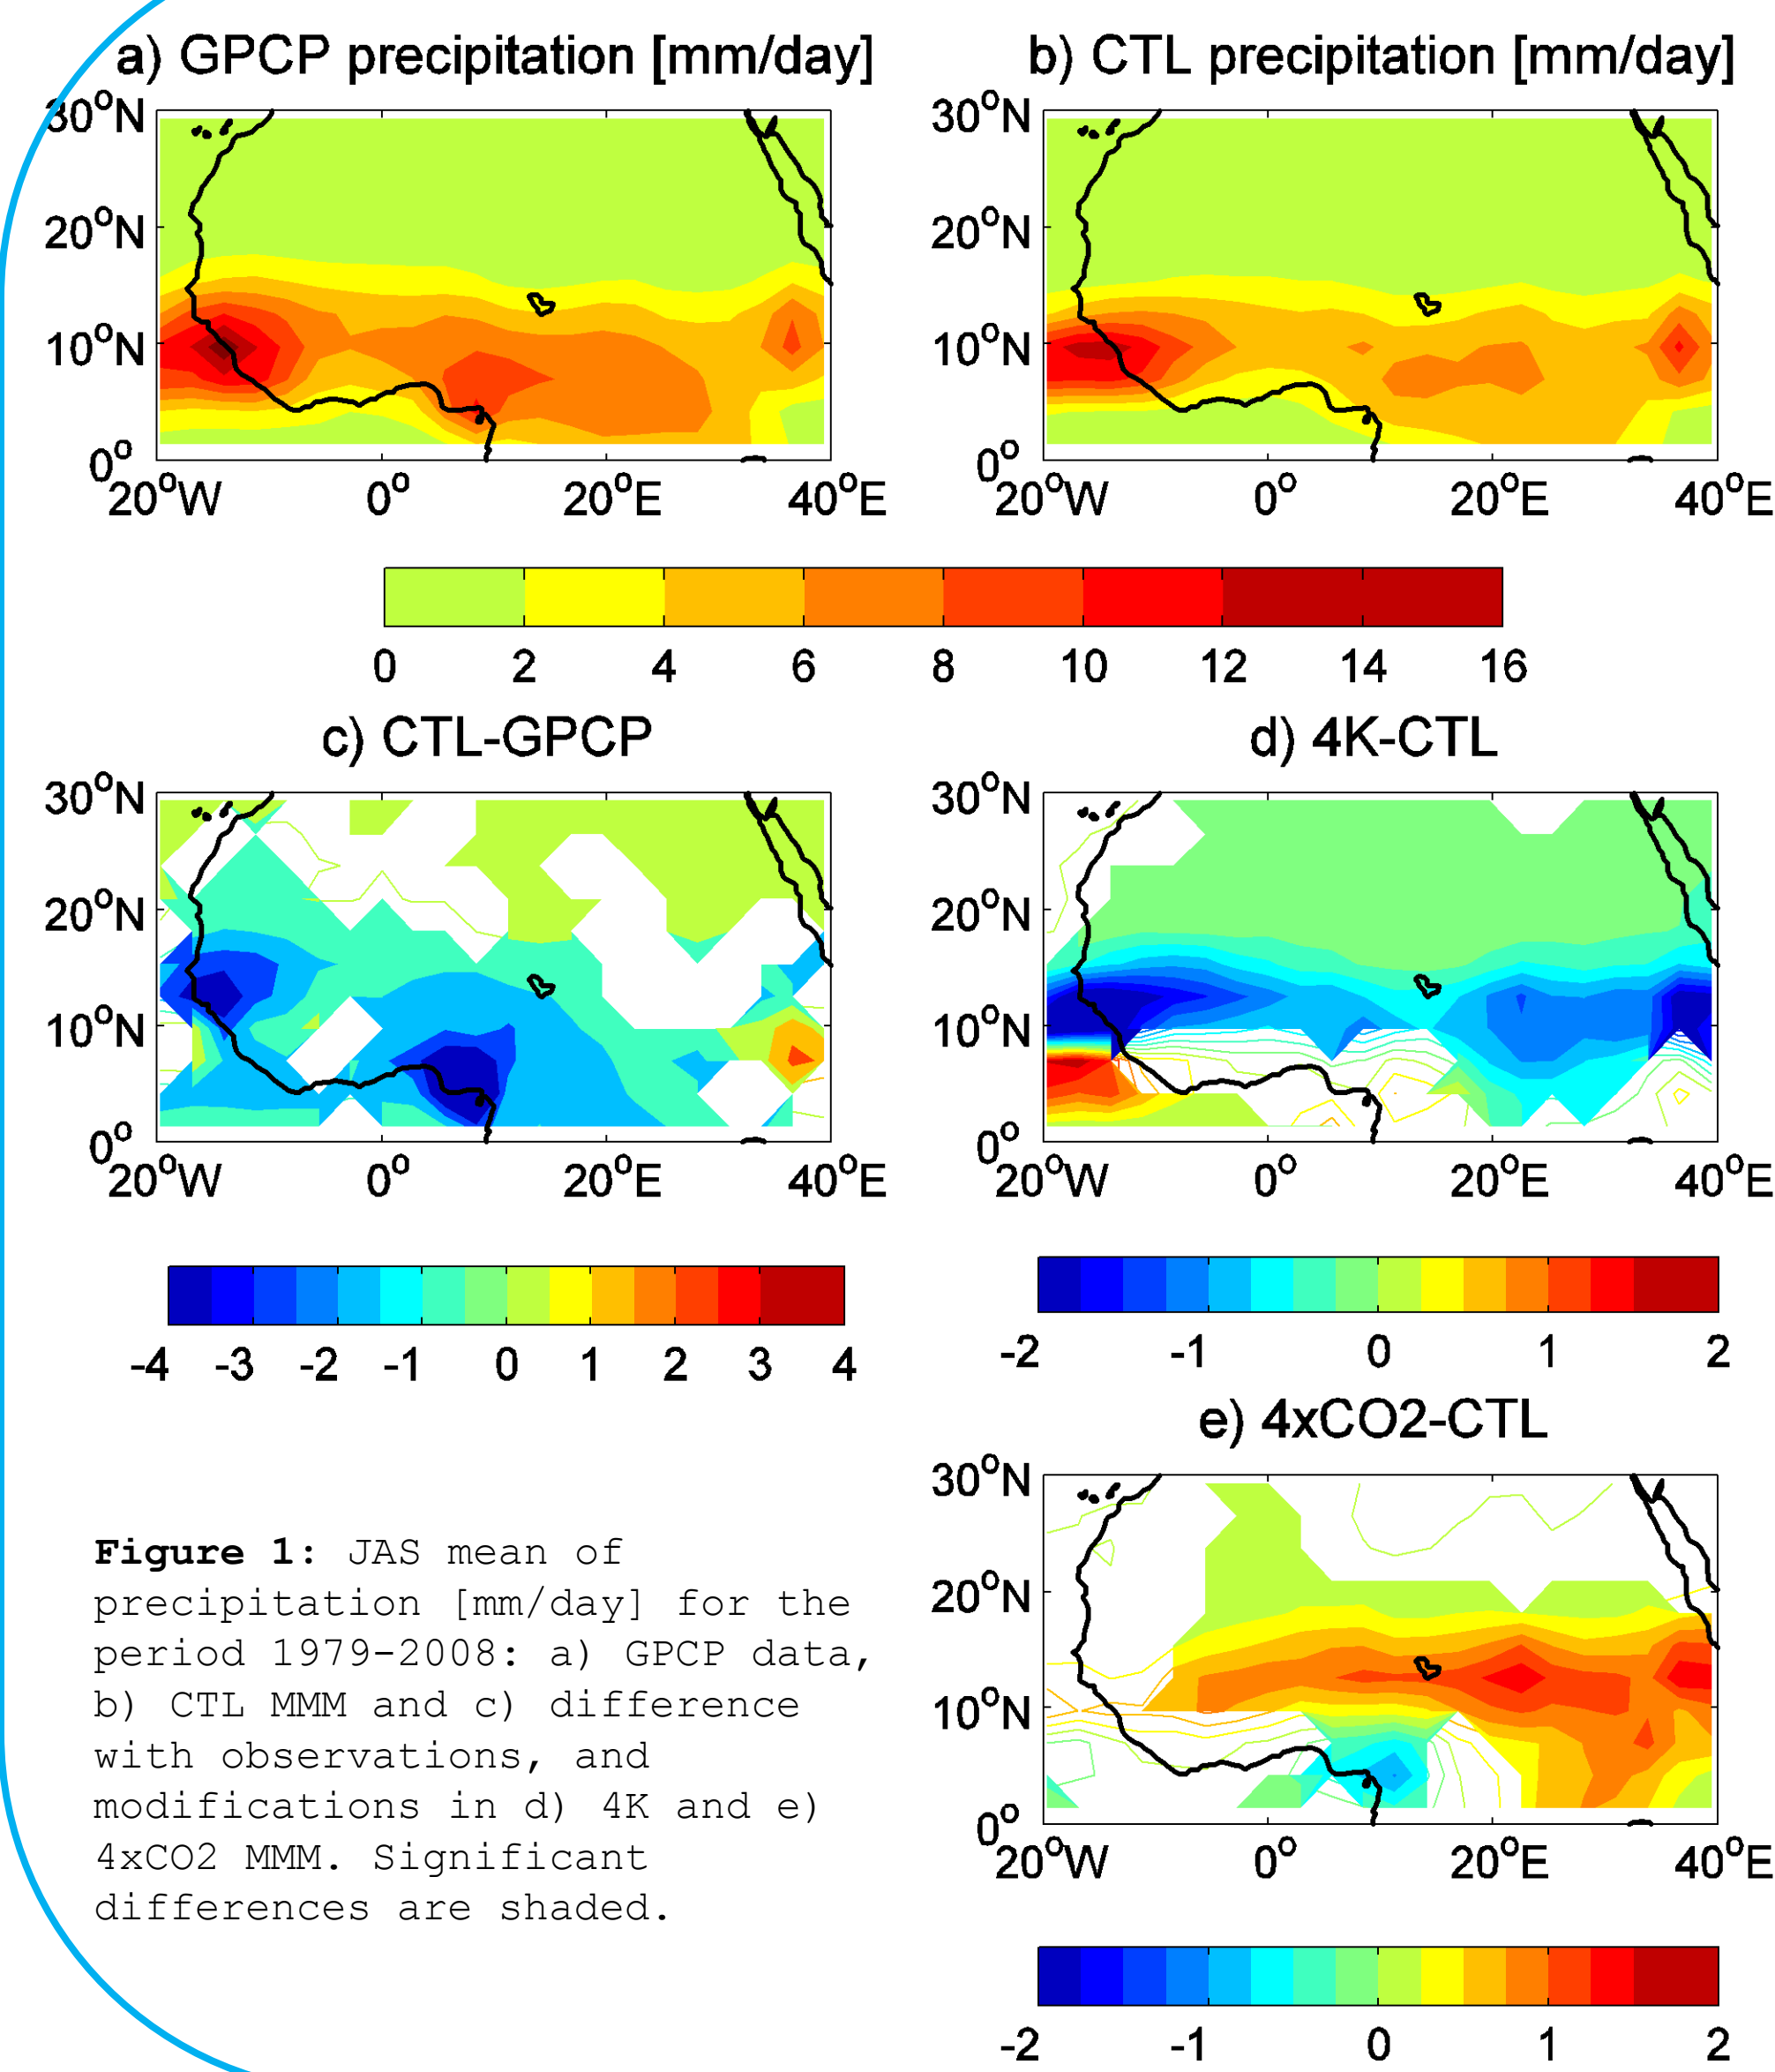 a) GPCP precipitation [mm/day]
b) CTL precipitation [mm/day]
30°N
20°N
10°N
0°
20°W 0° 20°E 40°E
30°N
20°N
10°N
0°
20°W 0° 20°E 40°E
0 2 4 6 8 10 12 14 16
c) CTL-GPCP
d) 4K-CTL
30°N
20°N
10°N
0°
20°W 0° 20°E 40°E
30°N
20°N
10°N
0°
20°W 0° 20°E 40°E
-4 -3 -2 -1 0 1 2 3 4
-2 -1 0 1 2
e) 4xCO2-CTL
30°N
20°N
10°N
0°
20°W 0° 20°E 40°E
-2 -1 0 1 2
Figure 1: JAS mean of
precipitation [mm/day] for the
period 1979-2008: a) GPCP data,
b) CTL MMM and c) difference
with observations, and
modifications in d) 4K and e)
4xCO2 MMM. Significant
differences are shaded.